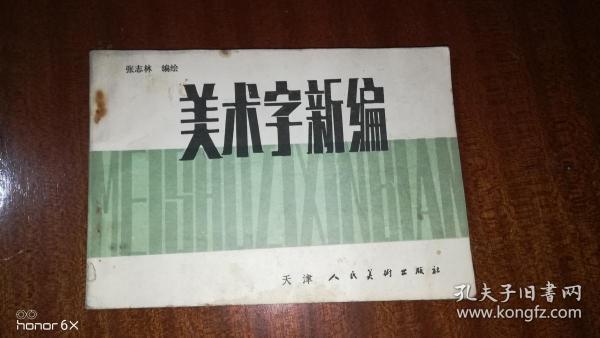 张志林 编绘
美术字新编
MEISHUZIXINBIAN
天津 人民美術出版社
honor 6X
孔夫子旧书网
www.kongfz.com